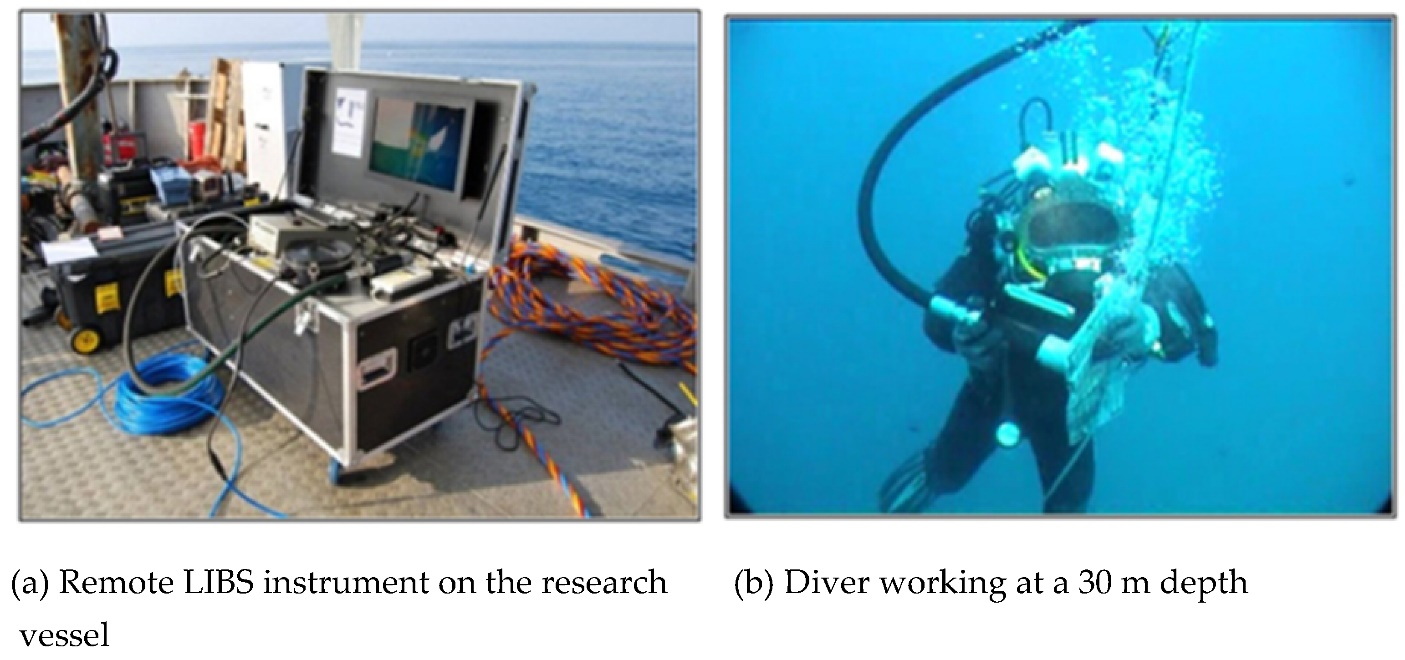 (a) Remote LIBS instrument on the research
vessel
(b) Diver working at a 30 m depth